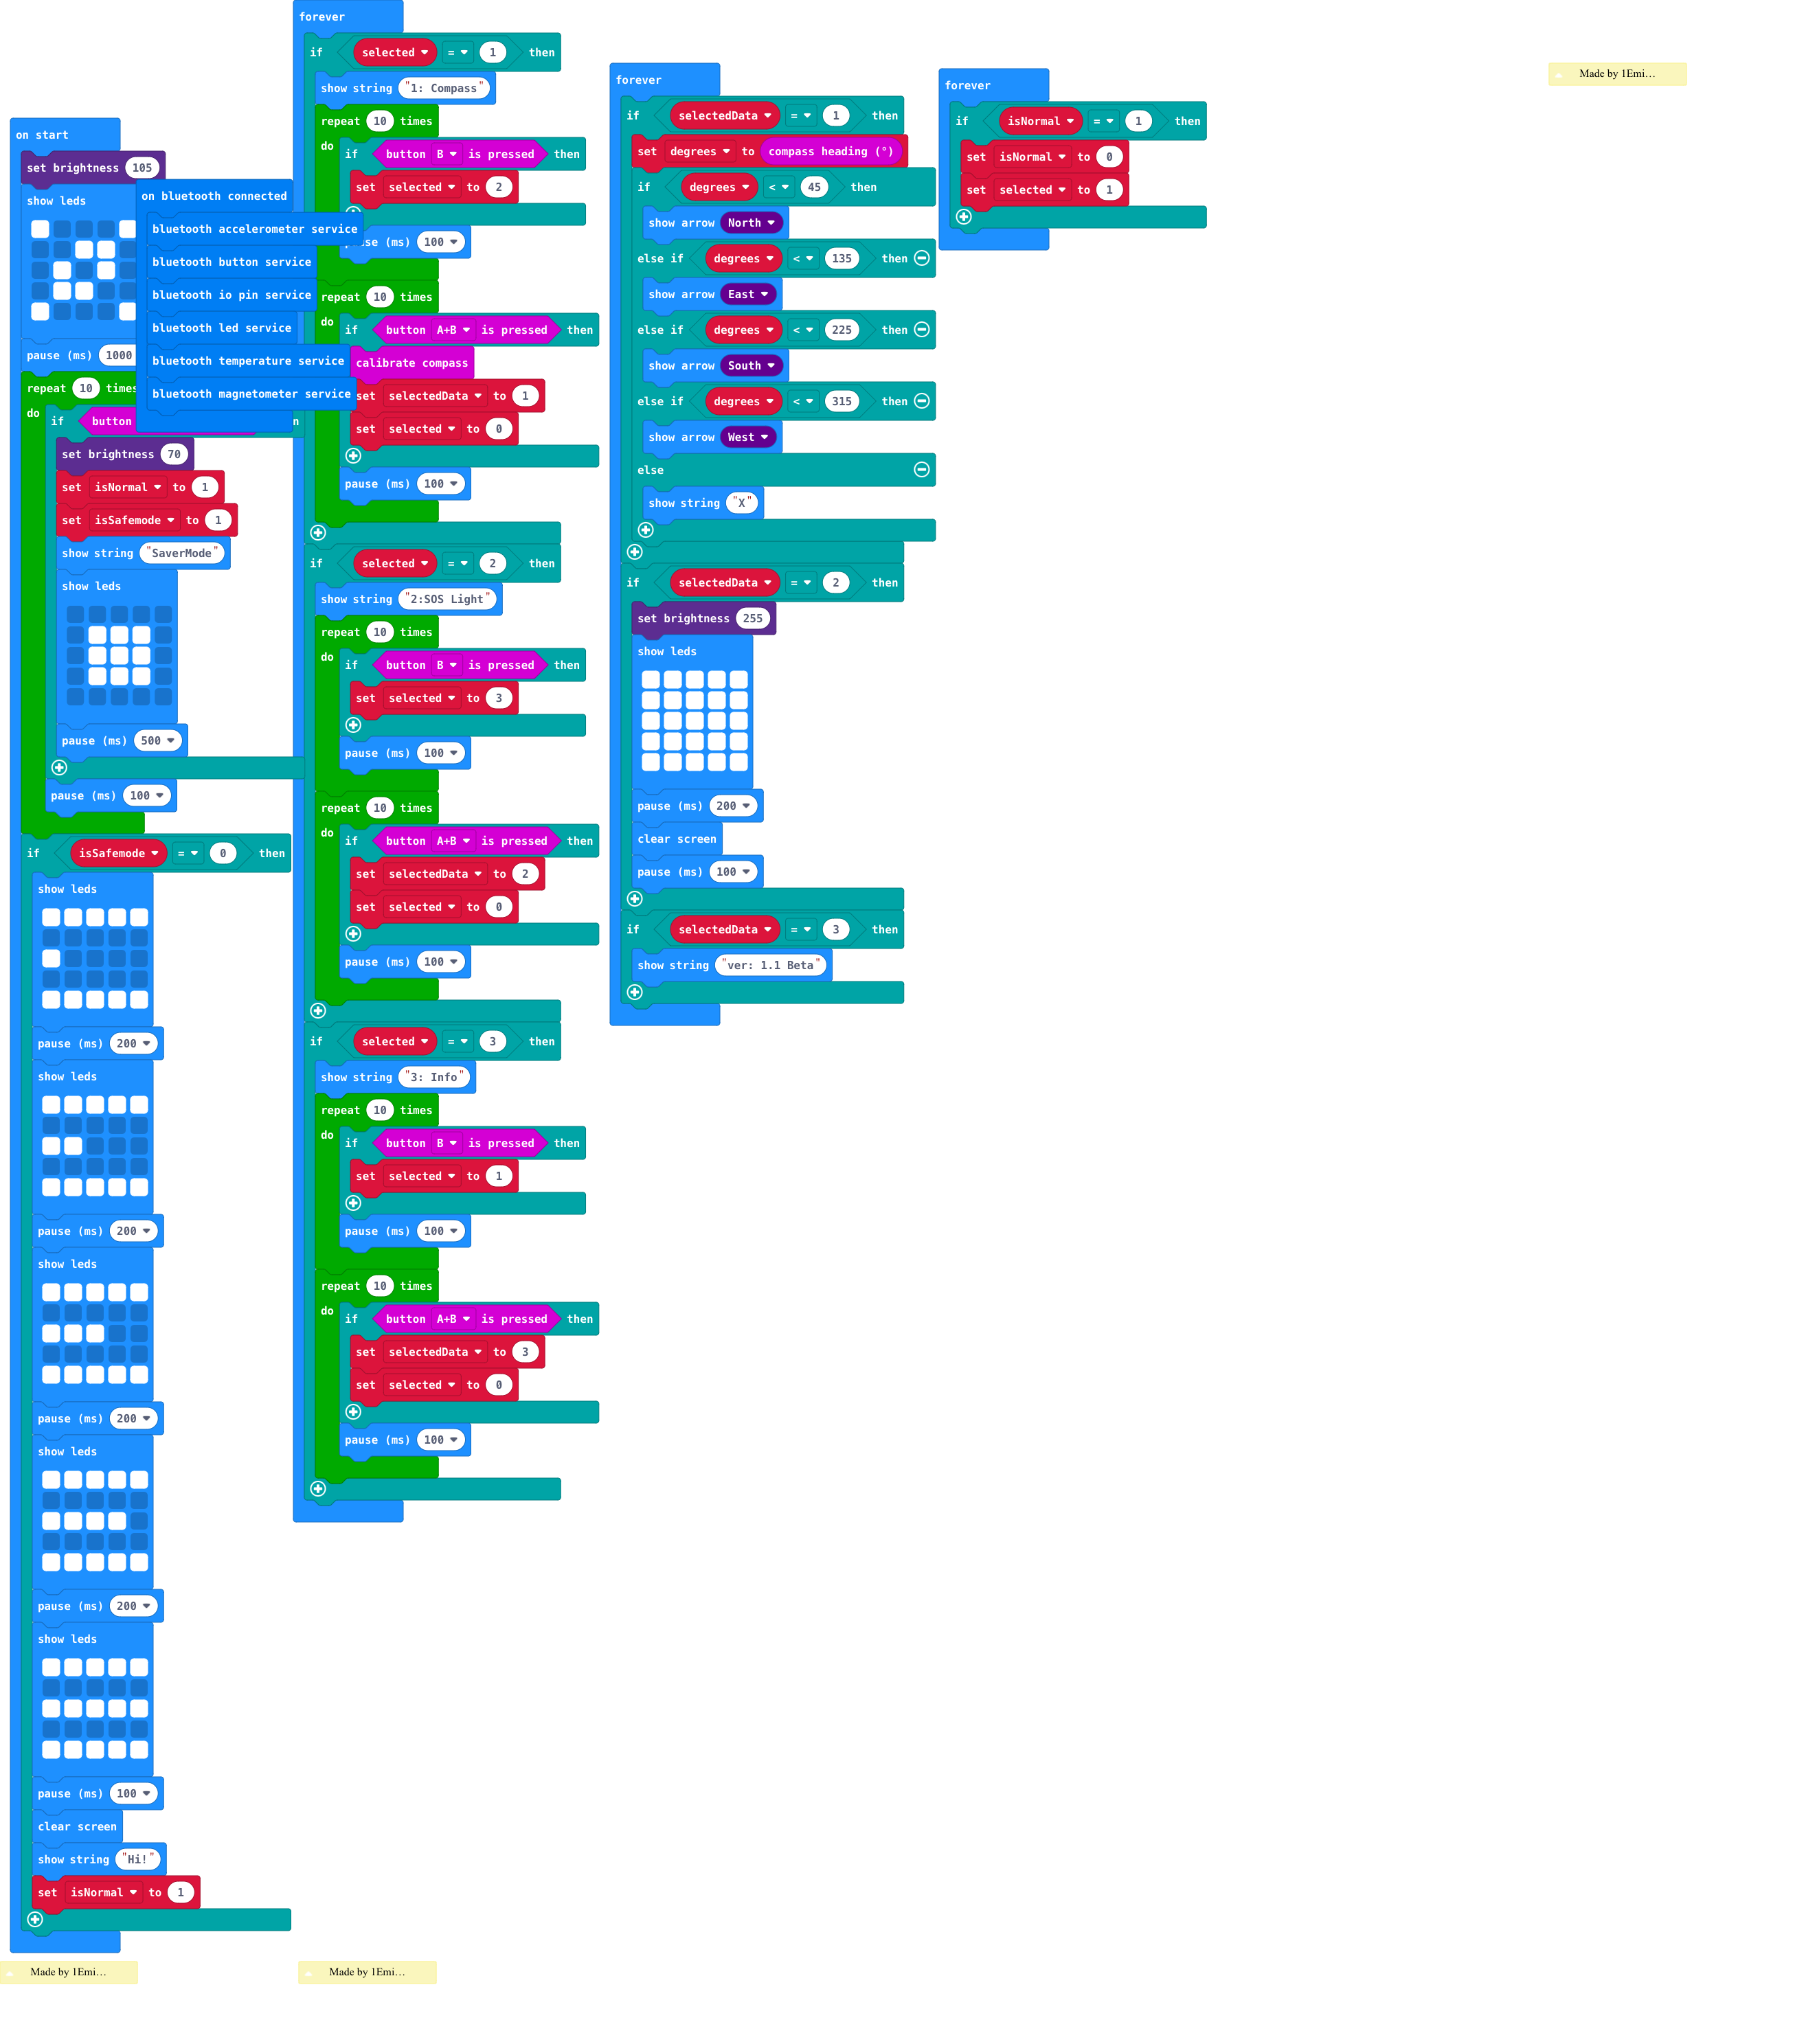 on start
set brightness 105
show leds
pause (ms) 1000
repeat 10 times
do
if button
set brightness 70
set isNormal to 1
set isSafemode to 1
show string "SaverMode"
show leds
pause (ms) 500
pause (ms) 100
if isSafemode = 0 then
show leds
pause (ms) 200
show leds
pause (ms) 200
show leds
pause (ms) 200
show leds
pause (ms) 200
show leds
pause (ms) 100
clear screen
show string "Hi!"
set isNormal to 1
Made by 1Emi...
on bluetooth connected
bluetooth accelerometer service
bluetooth button service
bluetooth io pin service
bluetooth led service
bluetooth temperature service
bluetooth magnetometer service
forever
if selected = 1 then
show string "1: Compass"
repeat 10 times
do
if button B is pressed then
set selected to 2
(ms) 100
repeat 10 times
do
if button A+B is pressed then
calibrate compass
set selectedData to 1
set selected to 0
pause (ms) 100
if selected = 2 then
show string "2:SOS Light"
repeat 10 times
do
if button B is pressed then
set selected to 3
pause (ms) 100
repeat 10 times
do
if button A+B is pressed then
set selectedData to 2
set selected to 0
pause (ms) 100
if selected = 3 then
show string "3: Info"
repeat 10 times
do
if button B is pressed then
set selected to 1
pause (ms) 100
repeat 10 times
do
if button A+B is pressed then
set selectedData to 3
set selected to 0
pause (ms) 100
Made by 1Emi...
forever
if selectedData = 1 then
set degrees to compass heading (°)
if degrees < 45 then
show arrow North
else if degrees < 135 then
show arrow East
else if degrees < 225 then
show arrow South
else if degrees < 315 then
show arrow West
else
show string "X"
if selectedData = 2 then
set brightness 255
show leds
pause (ms) 200
clear screen
pause (ms) 100
if selectedData = 3 then
show string "ver: 1.1 Beta"
forever
if isNormal = 1 then
set isNormal to 0
set selected to 1
Made by 1Emi...